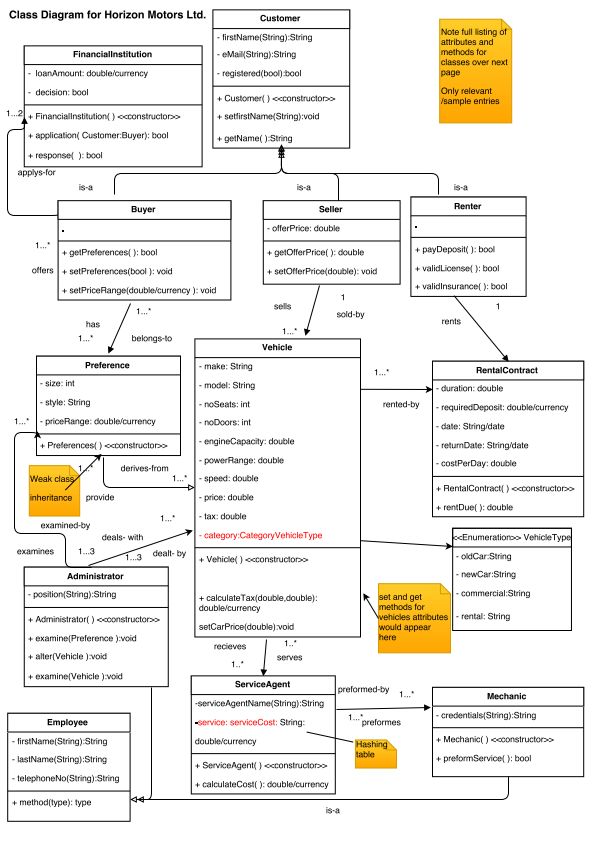 Class Diagram for Horizon Motors Ltd.
Customer
- firstName(String):String
- eMail(String):String
- registered(bool):bool
+ Customer( ) <<constructor>>
+ setfirstName(String):void
+ getName( ):String
Note full listing of
attributes and
methods for
classes over next
page
Only relevant
/sample entries
FinancialInstitution
- loanAmount: double/currency
- decision: bool
+ FinancialInstitution( ) <<constructor>>
+ application( Customer:Buyer): bool
+ response( ): bool
1...2
applys-for
is-a
is-a
is-a
Buyer
+ getPreferences( ): bool
+ setPreferences(bool ): void
+ setPriceRange(double/currency ): void
1...*
offers
Seller
- offerPrice: double
+ getOfferPrice( ): double
+ setOfferPrice(double): void
Renter
+ payDeposit( ): bool
+ validLicense( ): bool
+ validInsurance( ): bool
1...*
has
1...*
belongs-to
sells
1
sold-by
1...*
1
rents
Preference
- size: int
- style: String
- priceRange: double/currency
+ Preferences( ) <<constructor>>
1...*
Weak class
inheritance
1...*
provide
derives-from
1...*
Vehicle
- make: String
- model: String
- noSeats: int
- noDoors: int
- engineCapacity: double
- powerRange: double
- speed: double
- price: double
- tax: double
- category:CategoryVehicleType
+ Vehicle( ) <<constructor>>
+ calculateTax(double,double):
double/currency
setCarPrice(double):void
1...*
rented-by
RentalContract
- duration: double
- requiredDeposit: double/currency
- date: String/date
- returnDate: String/date
- costPerDay: double
+ RentalContract( ) <<constructor>>
+ rentDue( ): double
<<Enumeration>> VehicleType
- oldCar:String
- newCar:String
- commercial:String
- rental: String
set and get
methods for
vehicles attributes
would appear
here
examined-by
examines
deals- with
1...*
1...3
1...3
dealt- by
Administrator
- position(String):String
+ Administrator( ) <<constructor>>
+ examine(Preference ):void
+ alter(Vehicle ):void
+ examine(Vehicle ):void
recieves
1..*
serves
1..*
ServiceAgent
-serviceAgentName(String):String
-service: serviceCost: String:
double/currency
+ ServiceAgent( ) <<constructor>>
+ calculateCost( ): double/currency
preformed-by
1...*
1...*
preformes
Hashing
table
Mechanic
- credentials(String):String
+ Mechanic( ) <<constructor>>
+ preformService( ): bool
Employee
- firstName(String):String
- lastName(String):String
- telephoneNo(String):String
+ method(type): type
is-a